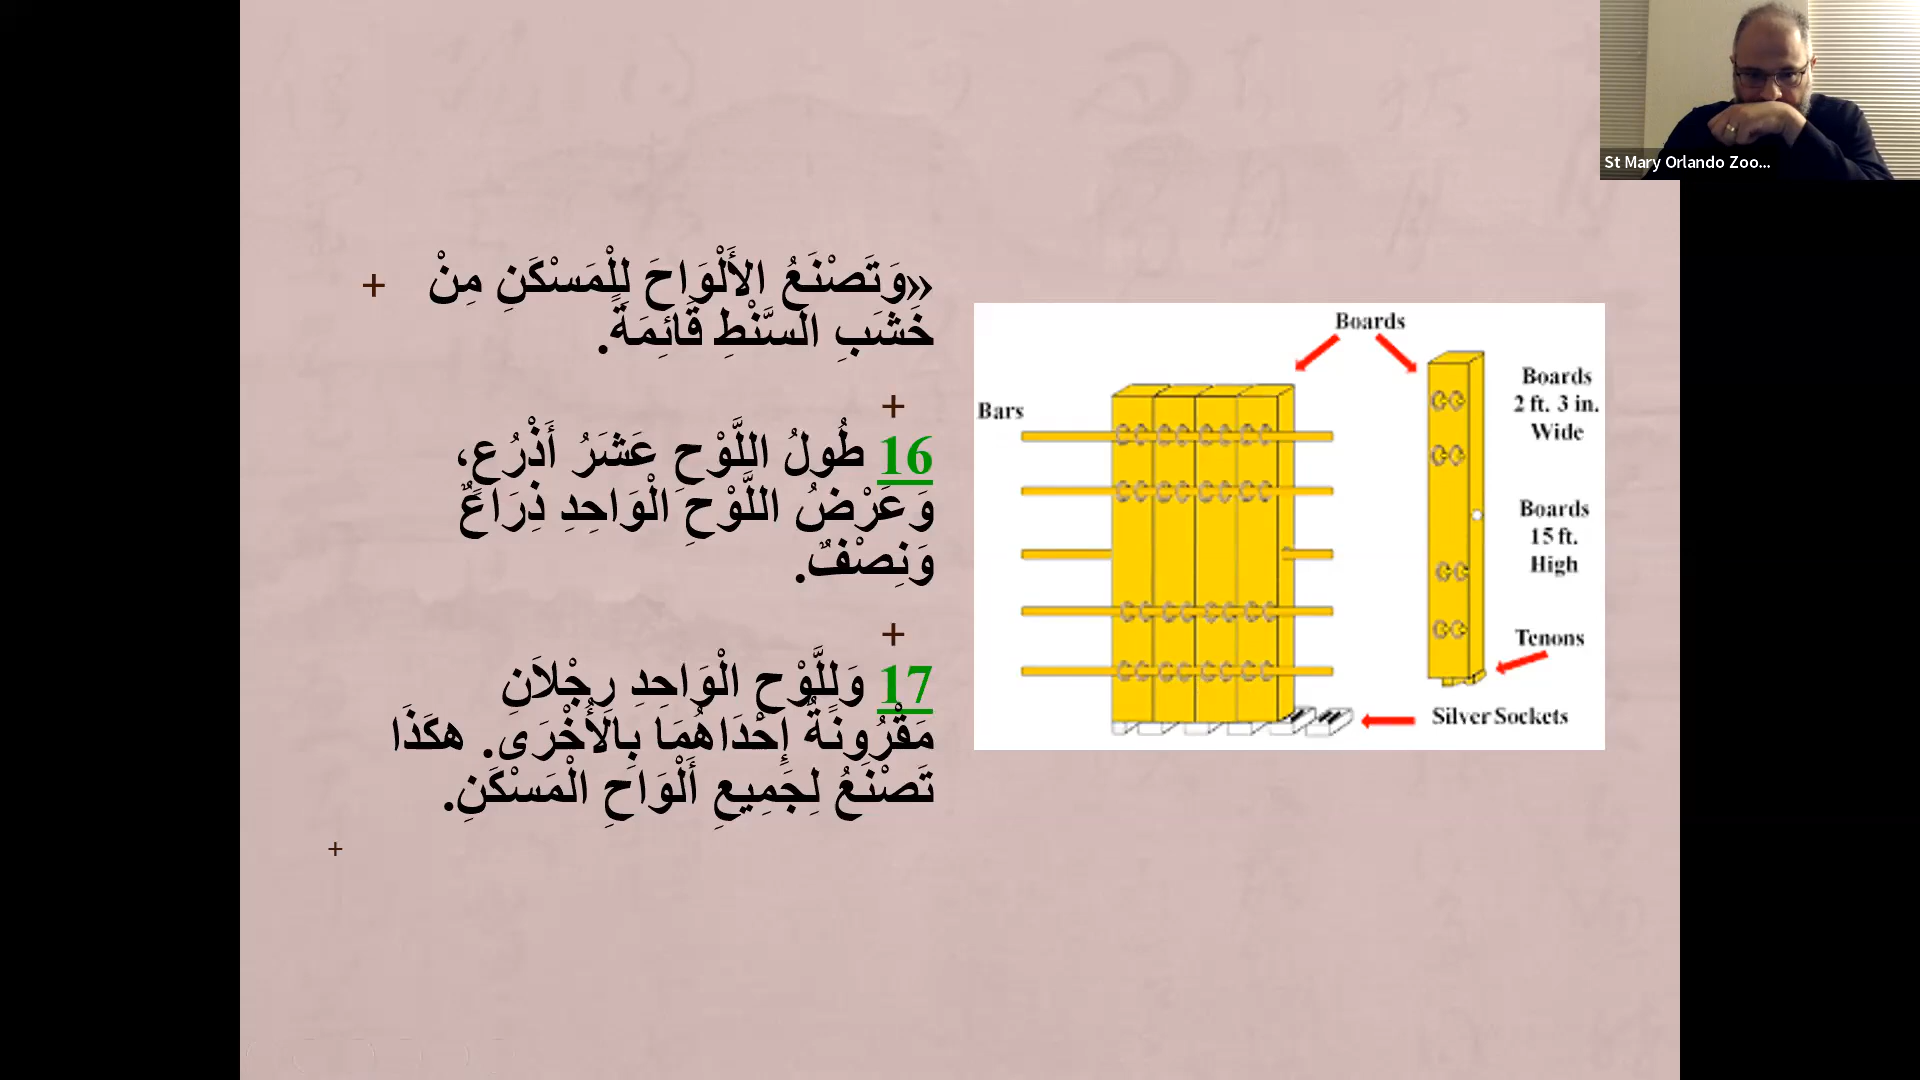 «وَتَصْنَعُ الأَلْوَاحَ لِلْمَسْكَنِ مِنْ
خَشَبِ السَّنْطِ قَائِمَةً.
16 طُولُ اللَّوْحِ عَشَرُ أَذْرُعٍ،
وَعَرْضُ اللَّوْحِ الْوَاحِدِ ذِرَاعٌ
وَنِصْفٌ.
17 وَلِلَّوْحِ الْوَاحِدِ رِجْلاَنِ
مَقْرُونَةٌ إِحْدَاهُمَا بِالأُخْرَى. هكَذَا
تَصْنَعُ لِجَمِيعِ أَلْوَاحِ الْمَسْكَنِ.
Boards
Bars
Boards
2 ft. 3 in.
Wide
Boards
15 ft.
High
Tenons
Silver Sockets
St Mary Orlando Zoo...